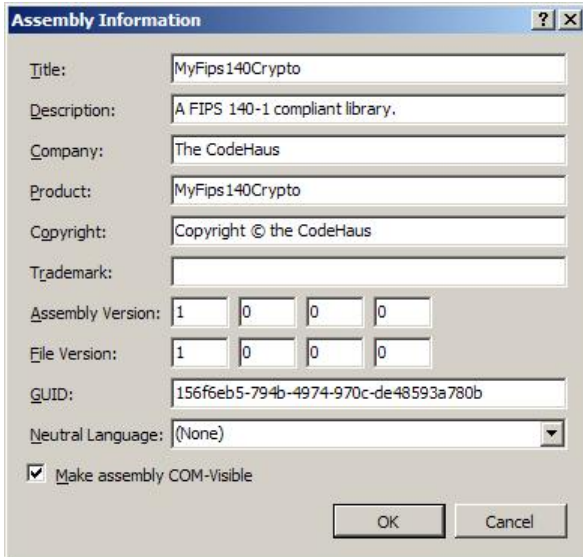 Assembly Information
Title: MyFips140Crypto
Description: A FIPS 140-1 compliant library.
Company: The CodeHaus
Product: MyFips140Crypto
Copyright: Copyright © the CodeHaus
Trademark:
Assembly Version: 1 0 0 0
File Version: 1 0 0 0
GUID: 156f6eb5-794b-4974-970c-de48593a780b
Neutral Language: (None)
Make assembly COM-Visible
OK Cancel